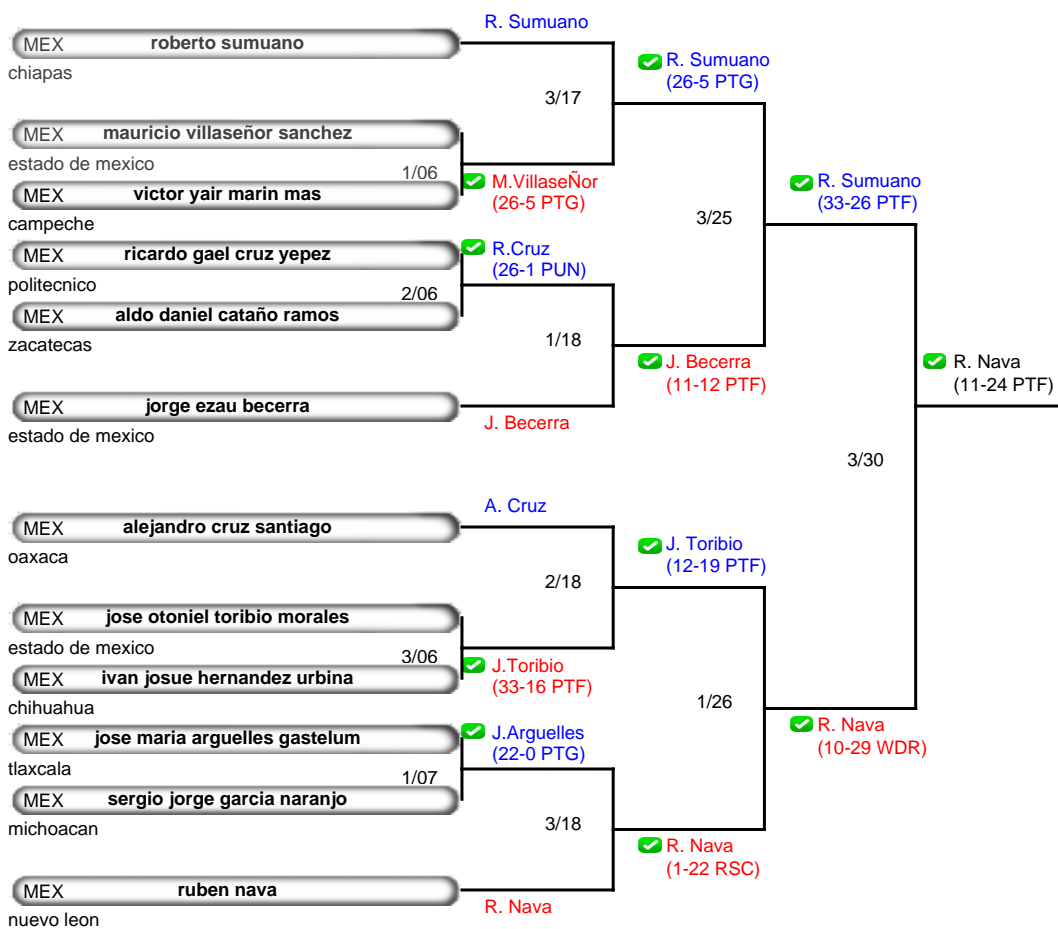 R. Sumuano
MEX roberto sumuano
chiapas
R. Sumuano
(26-5 PTG)
3/17
MEX mauricio villaseñor sanchez
estado de mexico
1/06
M.VillaseÑor
(26-5 PTG)
MEX victor yair marin mas
campeche
R. Sumuano
(33-26 PTF)
3/25
MEX ricardo gael cruz yepez
politecnico
R.Cruz
(26-1 PUN)
2/06
MEX aldo daniel cataño ramos
zacatecas
1/18
J. Becerra
(11-12 PTF)
R. Nava
(11-24 PTF)
MEX jorge ezau becerra
estado de mexico
J. Becerra
3/30
A. Cruz
MEX alejandro cruz santiago
oaxaca
J. Toribio
(12-19 PTF)
2/18
MEX jose otoniel toribio morales
estado de mexico
3/06
J.Toribio
(33-16 PTF)
MEX ivan josue hernandez urbina
chihuahua
1/26
R. Nava
(10-29 WDR)
MEX jose maria arguelles gastelum
tlaxcala
J.Arguelles
(22-0 PTG)
1/07
MEX sergio jorge garcia naranjo
michoacan
3/18
R. Nava
(1-22 RSC)
MEX ruben nava
nuevo leon
R. Nava